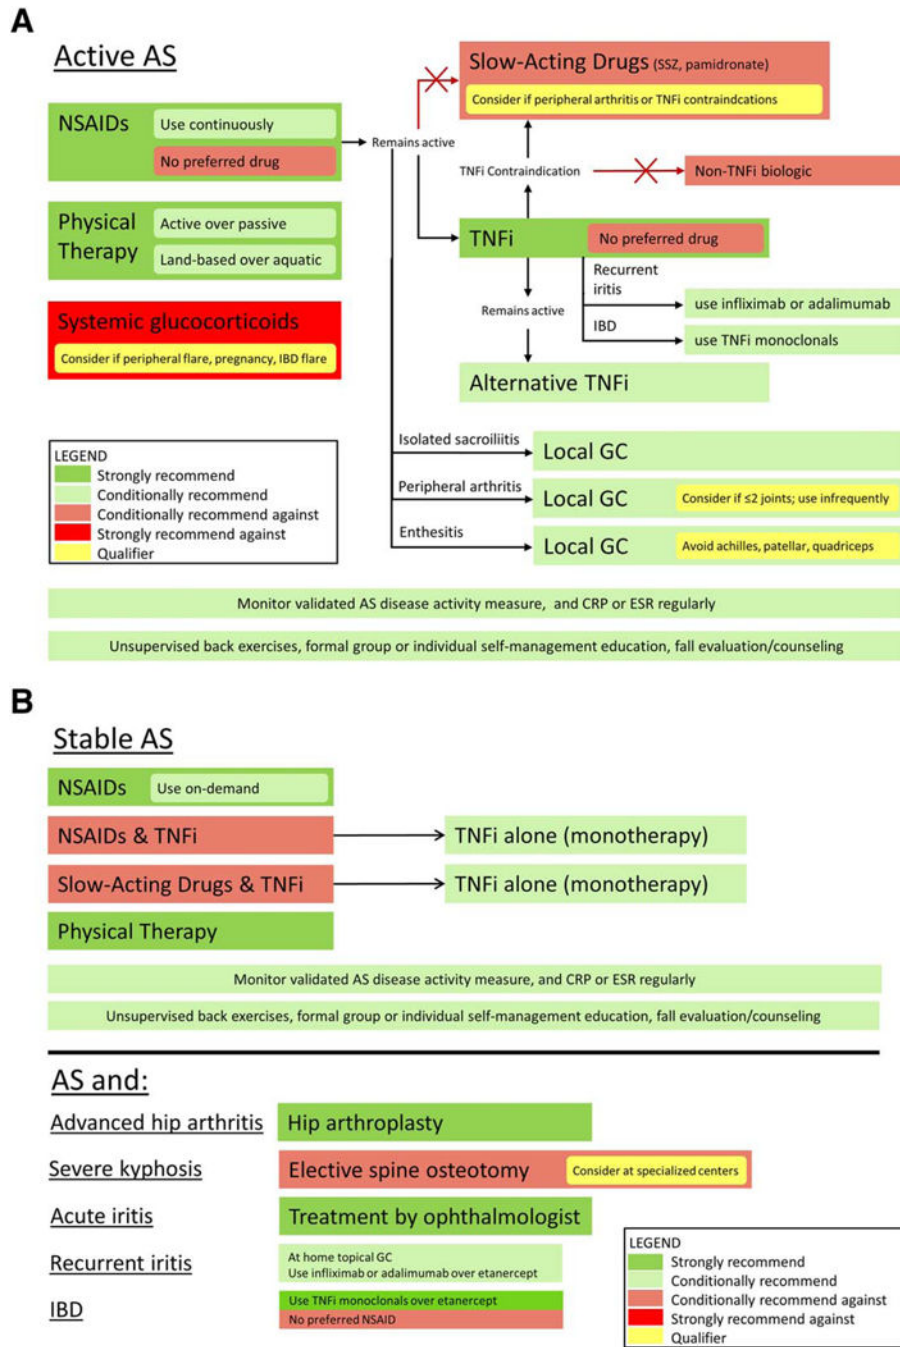 A
Active AS
NSAIDs
Use continuously
No preferred drug
Physical
Therapy
Active over passive
Land-based over aquatic
Systemic glucocorticoids
Consider if peripheral flare, pregnancy, IBD flare
Remains active
Slow-Acting Drugs (SSZ, pamidronate)
Consider if peripheral arthritis or TNFi contraindcations
TNFi Contraindication
Non-TNFi biologic
TNFi
No preferred drug
Recurrent
iritis
use infliximab or adalimumab
IBD
use TNFi monoclonals
Remains active
Alternative TNFi
Isolated sacroiliitis
Local GC
Peripheral arthritis
Local GC
Consider if ≤2 joints; use infrequently
Enthesitis
Local GC
Avoid achilles, patellar, quadriceps
LEGEND
Strongly recommend
Conditionally recommend
Conditionally recommend against
Strongly recommend against
Qualifier
Monitor validated AS disease activity measure, and CRP or ESR regularly
Unsupervised back exercises, formal group or individual self-management education, fall evaluation/counseling
B
Stable AS
NSAIDs
Use on-demand
NSAIDs & TNFi
TNFi alone (monotherapy)
Slow-Acting Drugs & TNFi
TNFi alone (monotherapy)
Physical Therapy
Monitor validated AS disease activity measure, and CRP or ESR regularly
Unsupervised back exercises, formal group or individual self-management education, fall evaluation/counseling
AS and:
Advanced hip arthritis
Hip arthroplasty
Severe kyphosis
Elective spine osteotomy
Consider at specialized centers
Acute iritis
Treatment by ophthalmologist
Recurrent iritis
At home topical GC
Use infliximab or adalimumab over etanercept
IBD
Use TNFi monoclonals over etanercept
No preferred NSAID
LEGEND
Strongly recommend
Conditionally recommend
Conditionally recommend against
Strongly recommend against
Qualifier